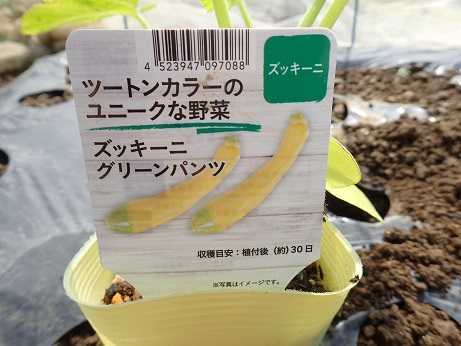 4 523947 097088
ズッキーニ
ツートンカラーの
ユニークな野菜
ズッキーニ
グリーンパンツ
収穫目安：植付後（約）30日
※写真はイメージです。